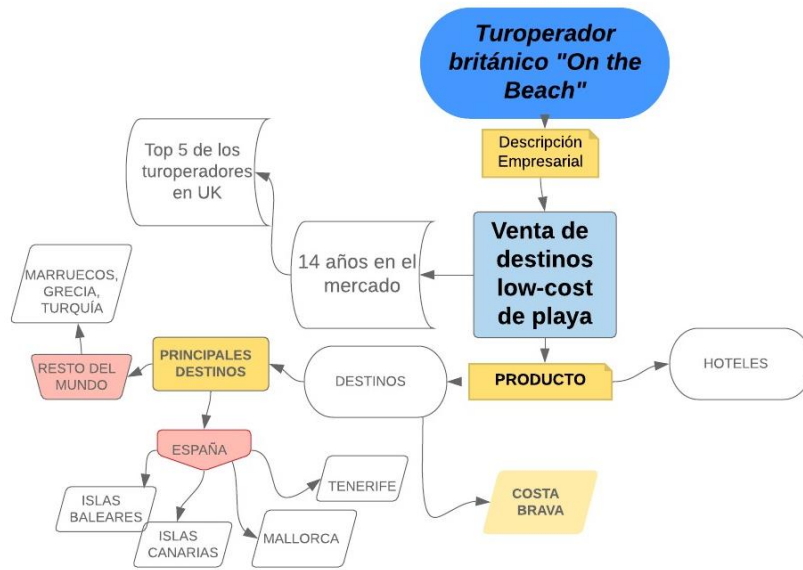 Turoperador
británico "On the
Beach"
Descripción
Empresarial
Top 5 de los
turoperadores
en UK
14 años en el
mercado
Venta de
destinos
low-cost
de playa
MARRUECOS,
GRECIA,
TURQUÍA
RESTO DEL
MUNDO
PRINCIPALES
DESTINOS
DESTINOS
PRODUCTO
HOTELES
ESPAÑA
ISLAS
BALEARES
ISLAS
CANARIAS
MALLORCA
TENERIFE
COSTA
BRAVA